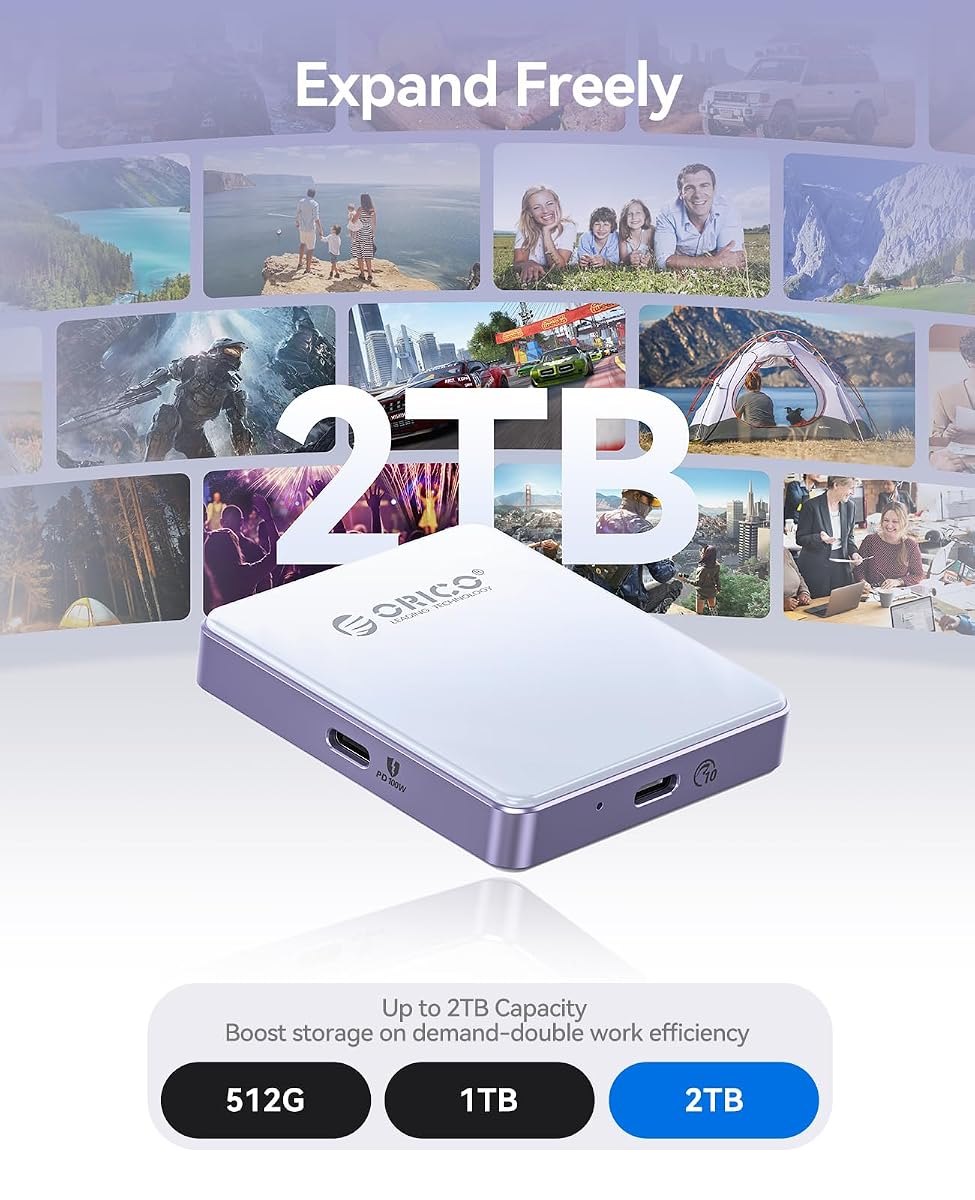 Expand Freely
2TB
ORICO®
LEADING TECHNOLOGY
PD 100W
10
Up to 2TB Capacity
Boost storage on demand-double work efficiency
512G
1TB
2TB